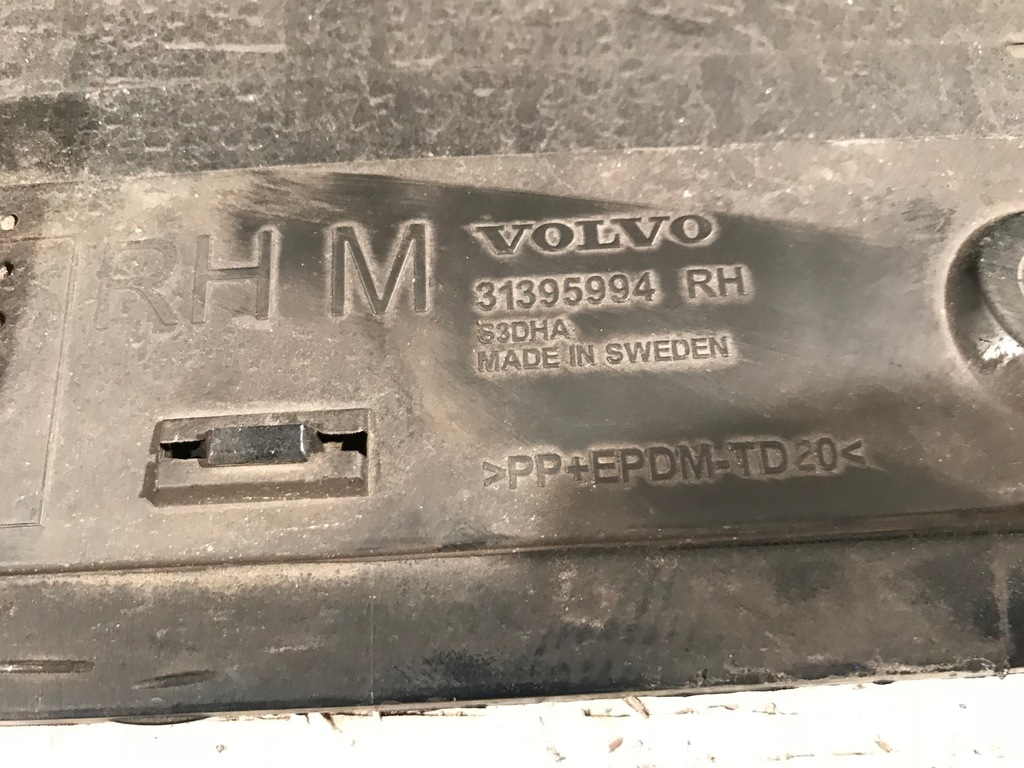 RH M
VOLVO
31395994 RH
S3DHA
MADE IN SWEDEN
>PP+EPDM-TD20<